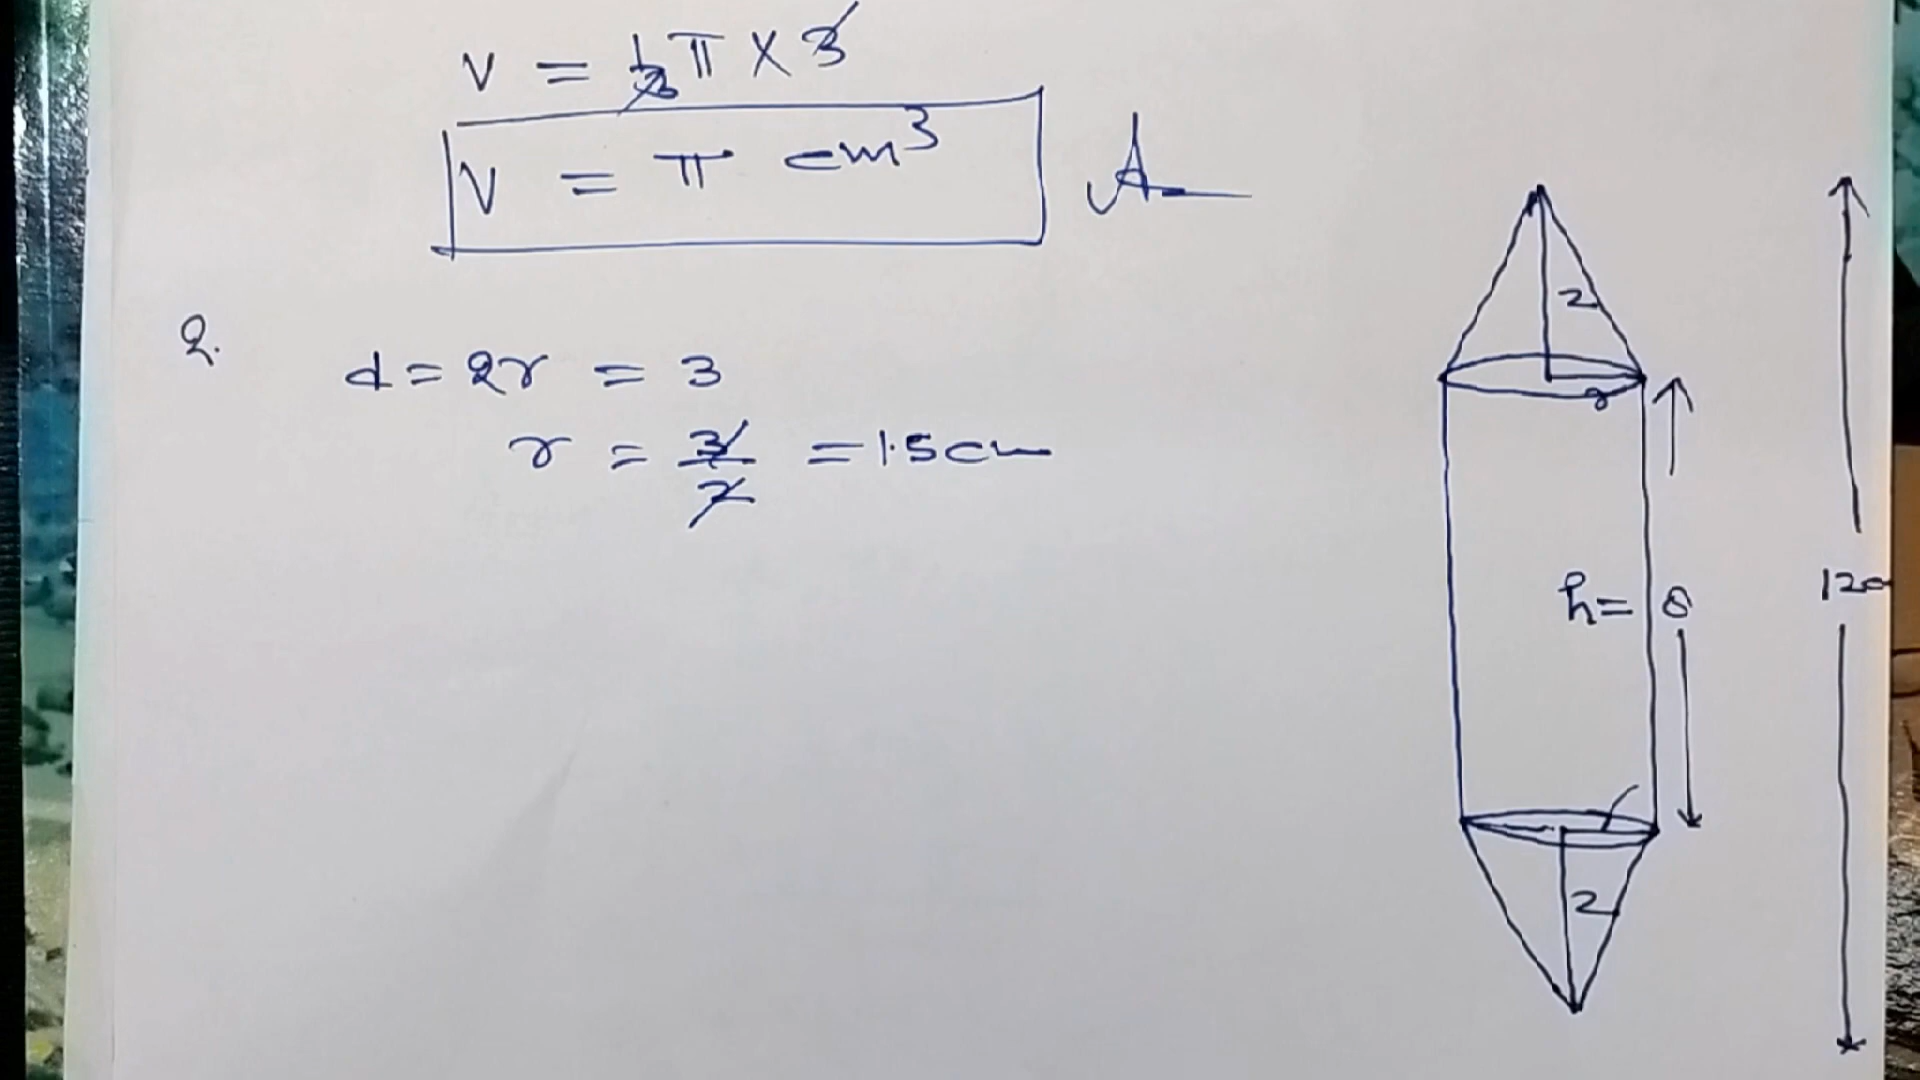 V = 1/3 π × 3
V = π cm³ A
2.
d = 2r = 3
r = 3/2 = 1.5 cm
2
r
h = 8
12
2